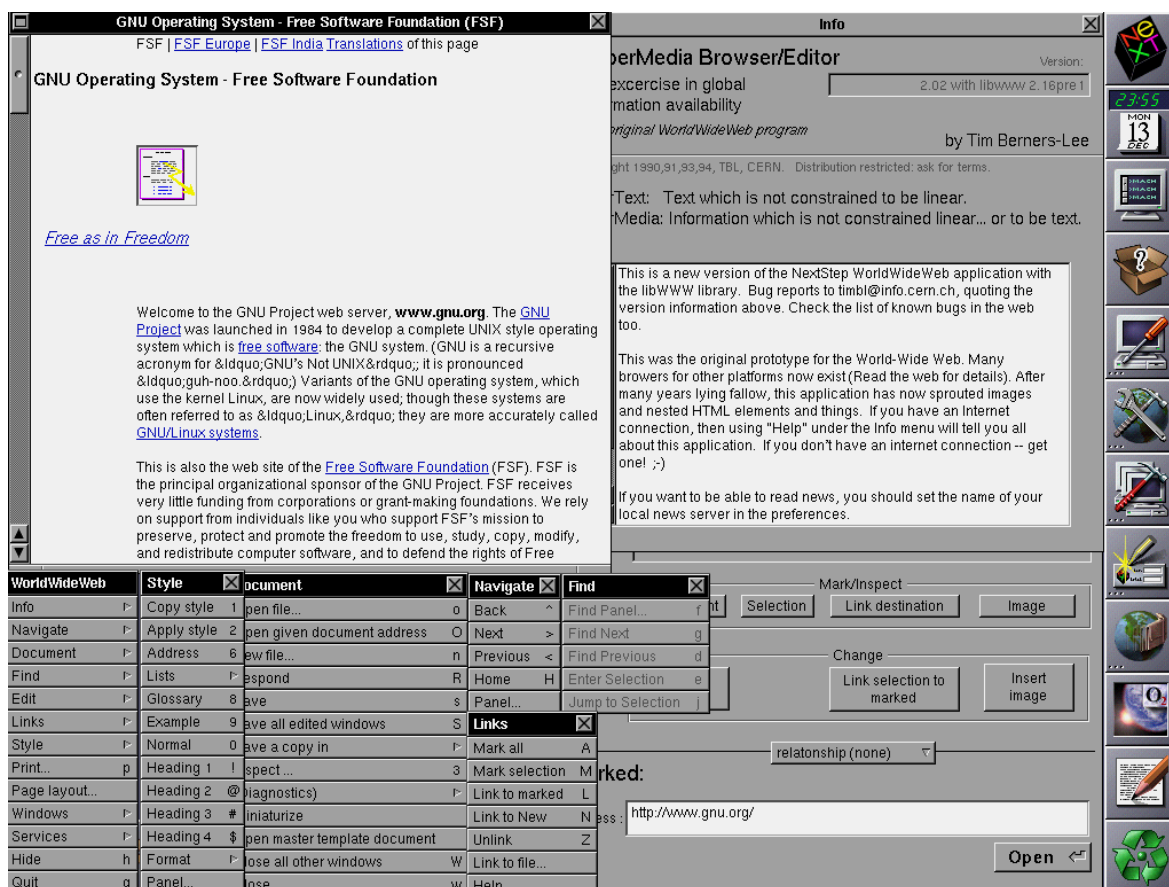 GNU Operating System - Free Software Foundation (FSF)
FSF | FSF Europe | FSF India Translations of this page
GNU Operating System - Free Software Foundation
Free as in Freedom
Welcome to the GNU Project web server, www.gnu.org. The GNU
Project was launched in 1984 to develop a complete UNIX style operating
system which is free software: the GNU system. (GNU is a recursive
acronym for &ldquo;GNU's Not UNIX&rdquo;; it is pronounced
&ldquo;guh-noo.&rdquo;) Variants of the GNU operating system, which
use the kernel Linux, are now widely used; though these systems are
often referred to as &ldquo;Linux,&rdquo; they are more accurately called
GNU/Linux systems.
This is also the web site of the Free Software Foundation (FSF). FSF is
the principal organizational sponsor of the GNU Project. FSF receives
very little funding from corporations or grant-making foundations. We rely
on support from individuals like you who support FSF's mission to
preserve, protect and promote the freedom to use, study, copy, modify,
and redistribute computer software, and to defend the rights of Free
Info
perMedia Browser/Editor
Version:
excercise in global
2.02 with libwww 2.16pre1
rmation availability
original WorldWideWeb program
by Tim Berners-Lee
ght 1990,91,93,94, TBL, CERN. Distribution restricted: ask for terms.
rText: Text which is not constrained to be linear.
rMedia: Information which is not constrained linear... or to be text.
This is a new version of the NextStep WorldWideWeb application with
the libWWW library. Bug reports to timbl@info.cern.ch, quoting the
version information above. Check the list of known bugs in the web
too.
This was the original prototype for the World-Wide Web. Many
browers for other platforms now exist (Read the web for details). After
many years lying fallow, this application has now sprouted images
and nested HTML elements and things. If you have an Internet
connection, then using "Help" under the Info menu will tell you all
about this application. If you don't have an internet connection -- get
one! ;-)
If you want to be able to read news, you should set the name of your
local news server in the preferences.
WorldWideWeb
Info
Navigate
Document
Find
Edit
Links
Style
Print... p
Page layout...
Windows
Services
Hide h
Quit q
Style
Copy style 1
Apply style 2
Address 6
Lists
Glossary 8
Example 9
Normal 0
Heading 1 !
Heading 2 @
Heading 3 #
Heading 4 $
Format
Panel...
ocument
pen file... o
pen given document address O
ew file... n
espond R
ave s
ave all edited windows S
ave a copy in
spect ... 3
Diagnostics)
iniaturize
pen master template document
lose all other windows W
lose w
Navigate
Back ^
Next >
Previous <
Home H
Panel...
Find
Find Panel... f
Find Next g
Find Previous d
Enter Selection e
Jump to Selection j
Links
Mark all A
Mark selection M
Link to marked L
Link to New N
Unlink Z
Link to file...
Help
Mark/Inspect
nt
Selection
Link destination
Image
Change
Link selection to
marked
Insert
image
relationship (none)
rked:
ess : http://www.gnu.org/
Open
NeXT
23:55
MON
13
DEC
O2